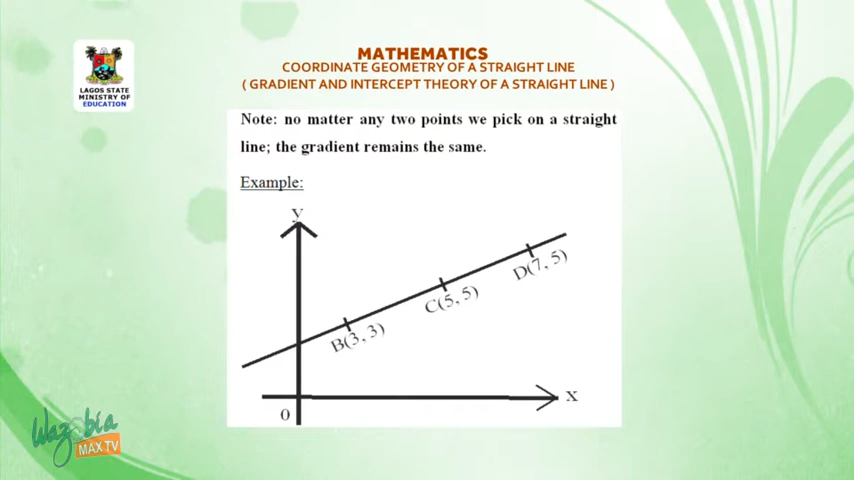 LAGOS STATE
MINISTRY OF
EDUCATION
MATHEMATICS
COORDINATE GEOMETRY OF A STRAIGHT LINE
( GRADIENT AND INTERCEPT THEORY OF A STRAIGHT LINE )
Note: no matter any two points we pick on a straight
line; the gradient remains the same.
Example:
y
D(7, 5)
C(5, 5)
B(3, 3)
x
0
Wazobia
MAX TV